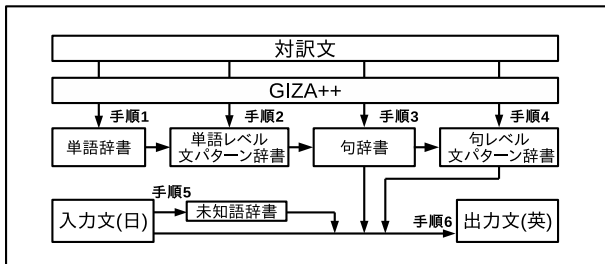 対訳文
GIZA++
手順1
手順2
手順3
手順4
単語辞書
単語レベル
文パターン辞書
句辞書
句レベル
文パターン辞書
手順5
入力文(日)
未知語辞書
手順6
出力文(英)